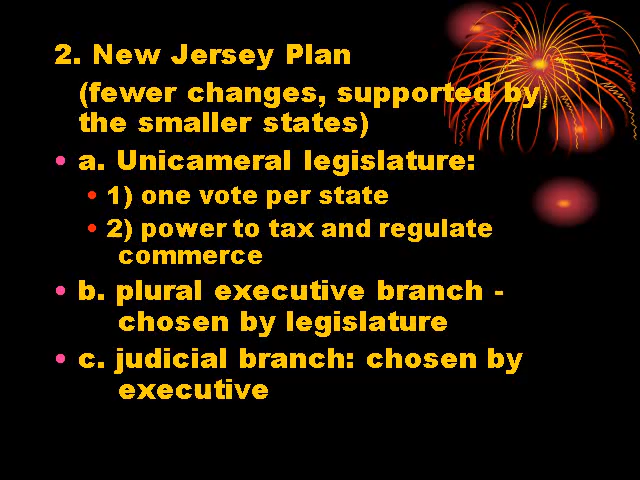 2. New Jersey Plan
(fewer changes, supported by
the smaller states)
• a. Unicameral legislature:
• 1) one vote per state
• 2) power to tax and regulate
commerce
• b. plural executive branch -
chosen by legislature
• c. judicial branch: chosen by
executive